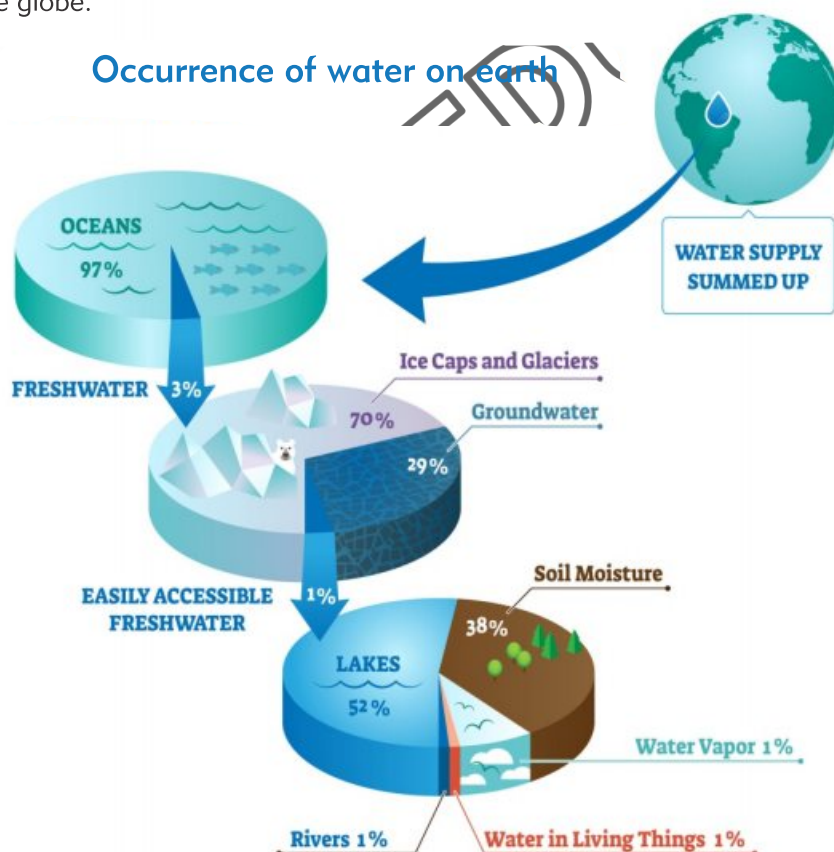 e globe.
Occurrence of water on earth
WATER SUPPLY
SUMMED UP
OCEANS
97%
FRESHWATER
3%
Ice Caps and Glaciers
70%
Groundwater
29%
EASILY ACCESSIBLE
FRESHWATER
1%
Soil Moisture
38%
LAKES
52%
Water Vapor 1%
Rivers 1%
Water in Living Things 1%